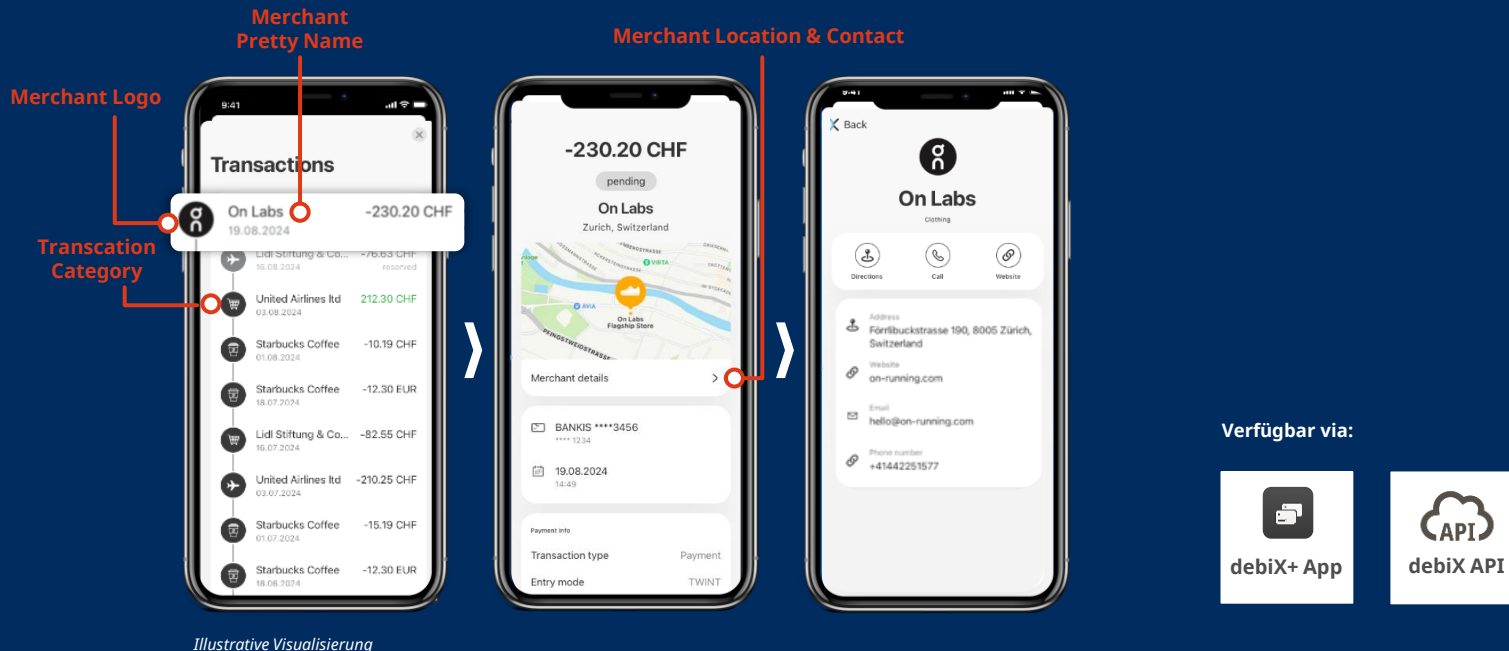 Merchant
Pretty Name
Merchant Location & Contact
Merchant Logo
Transcation
Category
9:41
Transactions
On Labs
-230.20 CHF
19.08.2024
Lidl Stiftung & Co...
-76.63 CHF
16.08.2024
reserved
United Airlines ltd
212.30 CHF
03.08.2024
Starbucks Coffee
-10.19 CHF
01.08.2024
Starbucks Coffee
-12.30 EUR
18.07.2024
Lidl Stiftung & Co...
-82.55 CHF
16.07.2024
United Airlines ltd
-210.25 CHF
03.07.2024
Starbucks Coffee
-15.19 CHF
01.07.2024
Starbucks Coffee
-12.30 EUR
18.06.2024
Illustrative Visualisierung
-230.20 CHF
pending
On Labs
Zurich, Switzerland
VIRTA
AVIA
On Labs
Flagship Store
PFINGSTWEIDSTRASSE
Merchant details
BANKIS ****3456
**** 1234
19.08.2024
14:49
Payment info
Transaction type
Payment
Entry mode
TWINT
9:41
Back
On Labs
Clothing
Directions
Call
Website
Address
Förrlibuckstrasse 190, 8005 Zürich,
Switzerland
Website
on-running.com
Email
hello@on-running.com
Phone number
+41442251577
Verfügbar via:
debiX+ App
API
debiX API